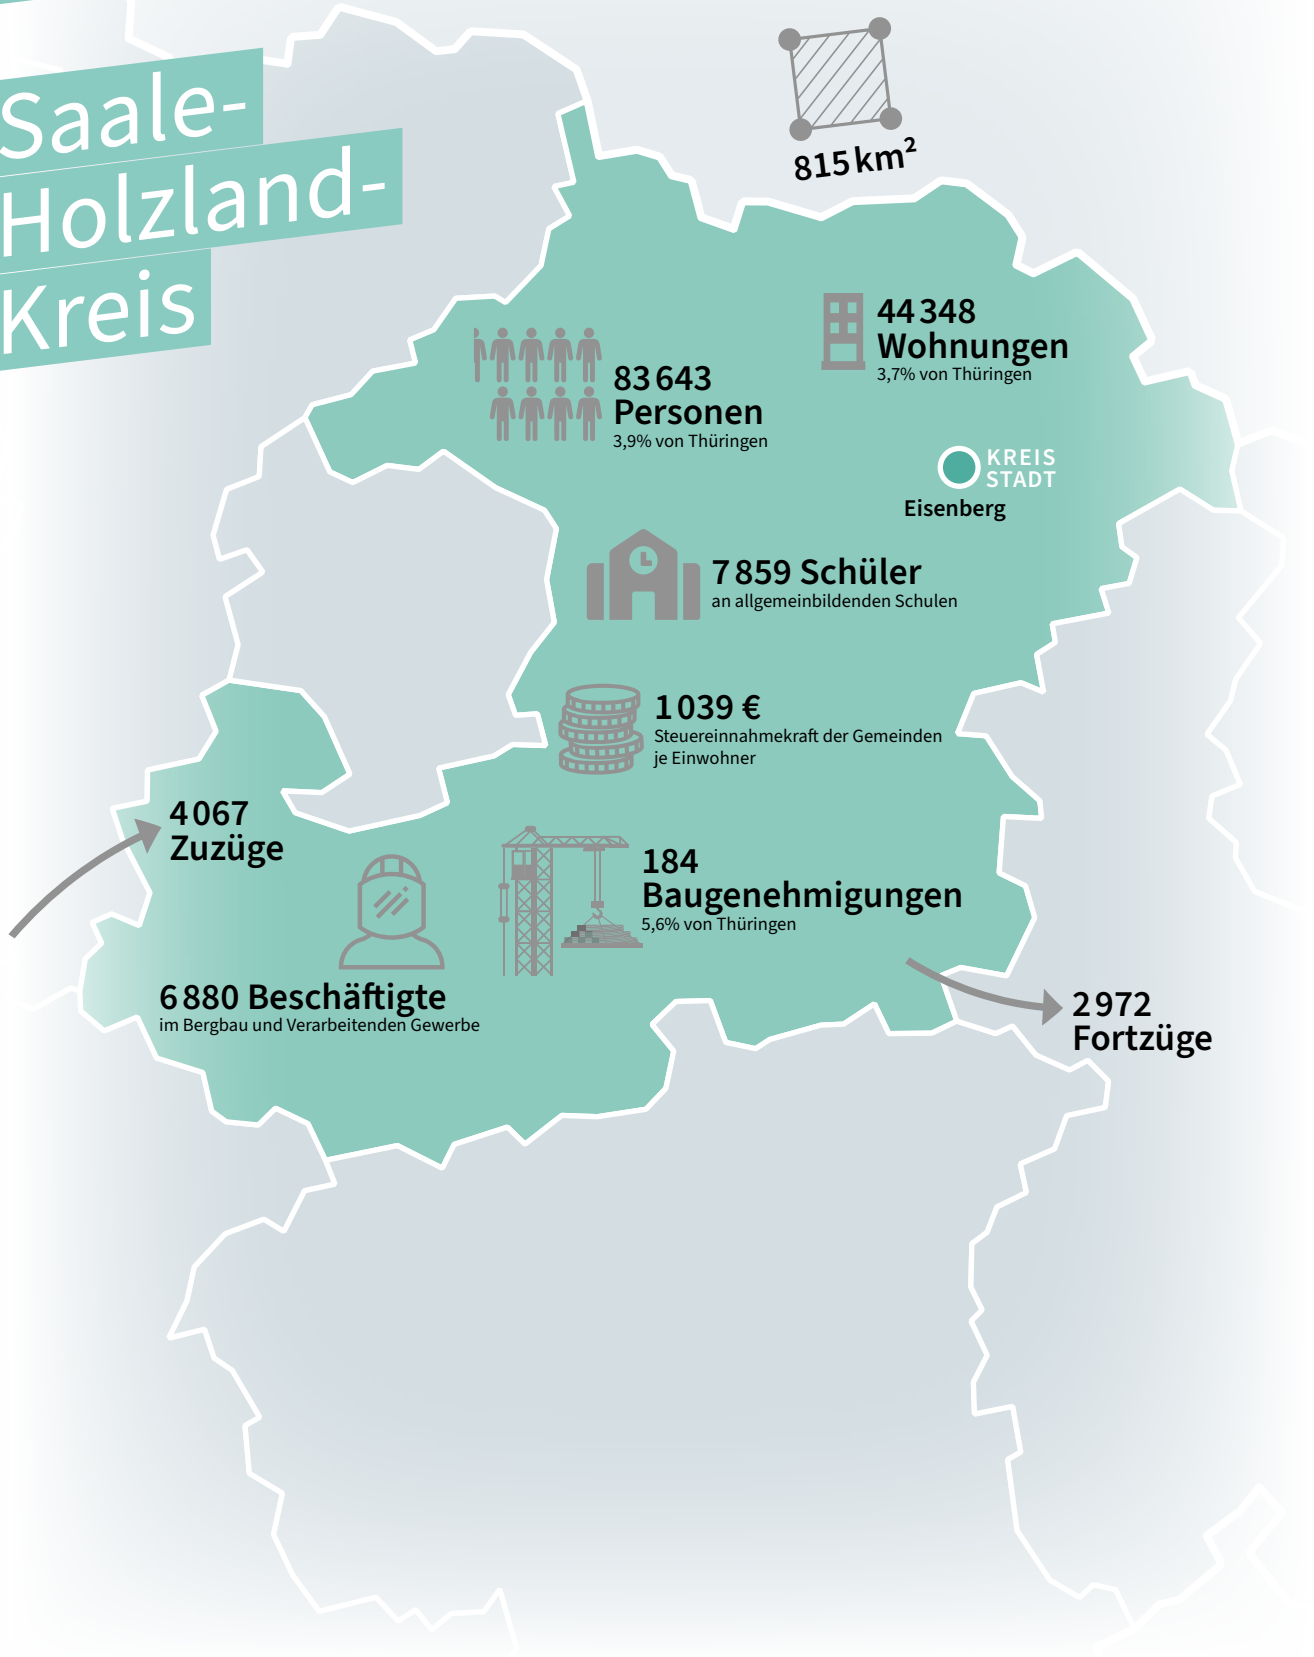 Saale-
Holzland-
Kreis
815 km²
44 348
Wohnungen
3,7% von Thüringen
83 643
Personen
3,9% von Thüringen
KREIS
STADT
Eisenberg
7 859 Schüler
an allgemeinbildenden Schulen
1 039 €
Steuereinnahmekraft der Gemeinden
je Einwohner
4 067
Zuzüge
184
Baugenehmigungen
5,6% von Thüringen
6 880 Beschäftigte
im Bergbau und Verarbeitenden Gewerbe
2 972
Fortzüge